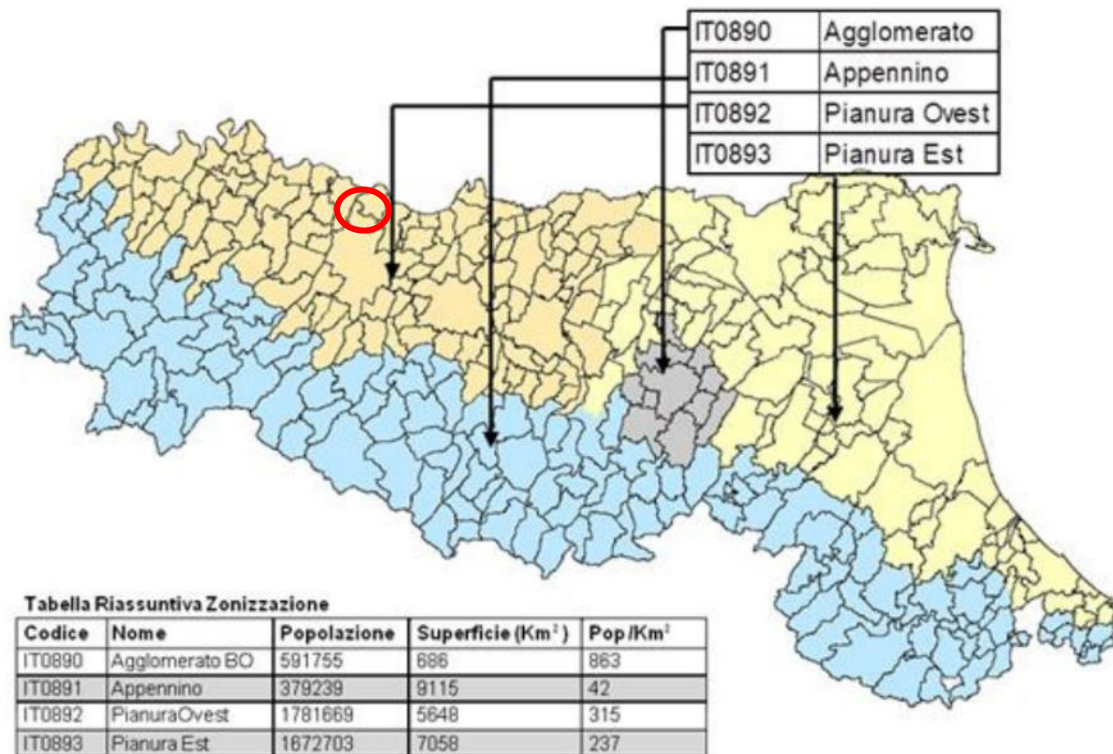 IT0890 Agglomerato
IT0891 Appennino
IT0892 Pianura Ovest
IT0893 Pianura Est
Tabella Riassuntiva Zonizzazione
Codice Nome Popolazione Superficie (Km²) Pop/Km²
IT0890 Agglomerato BO 591755 686 863
IT0891 Appennino 379239 9115 42
IT0892 PianuraOvest 1781669 5648 315
IT0893 Pianura Est 1672703 7058 237